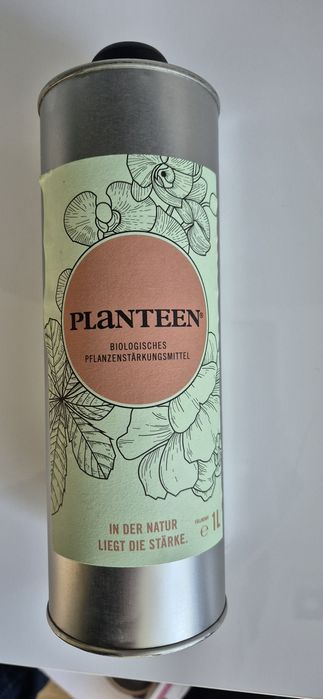 PLANTEEN®
BIOLOGISCHES
PFLANZENSTÄRKUNGSMITTEL
IN DER NATUR
LIEGT DIE STÄRKE.
℮ 1L